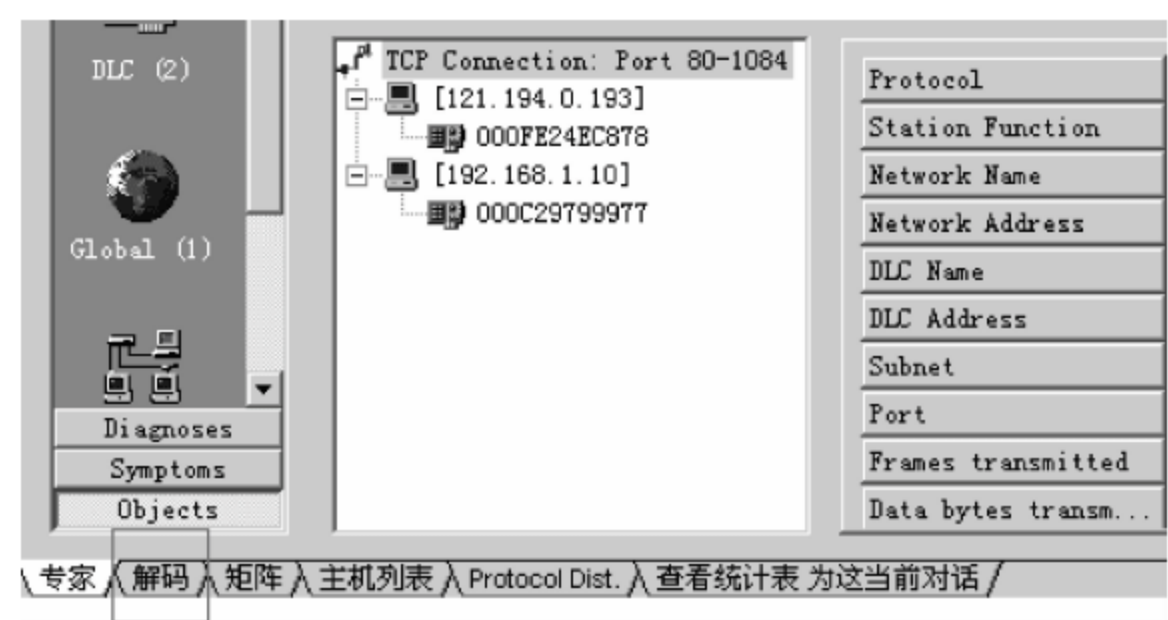 DLC (2)
Global (1)
Diagnoses
Symptoms
Objects
TCP Connection: Port 80-1084
[121.194.0.193]
000FE24EC878
[192.168.1.10]
000C29799977
Protocol
Station Function
Network Name
Network Address
DLC Name
DLC Address
Subnet
Port
Frames transmitted
Data bytes transm...
专家 解码 矩阵 主机列表 Protocol Dist. 查看统计表 为这当前对话